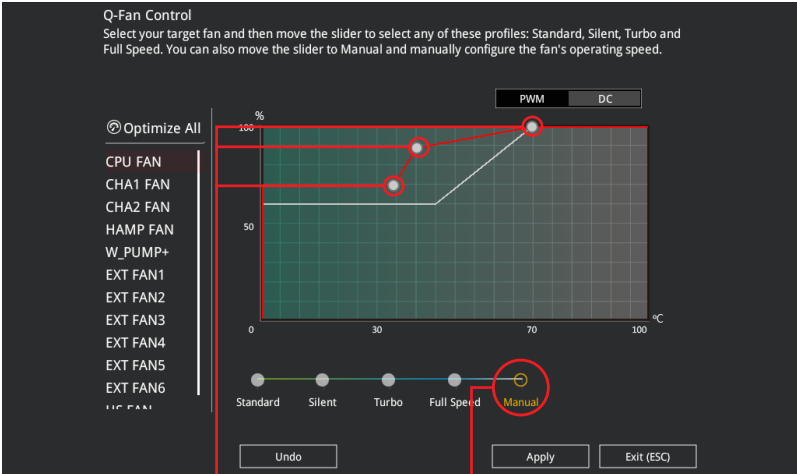 Q-Fan Control
Select your target fan and then move the slider to select any of these profiles: Standard, Silent, Turbo and
Full Speed. You can also move the slider to Manual and manually configure the fan's operating speed.
PWM DC
%
Optimize All
100
CPU FAN
CHA1 FAN
CHA2 FAN
HAMP FAN
W_PUMP+
EXT FAN1
EXT FAN2
EXT FAN3
EXT FAN4
EXT FAN5
EXT FAN6
50
ºC
0 30 70 100
Standard Silent Turbo Full Speed Manual
Undo Apply Exit (ESC)